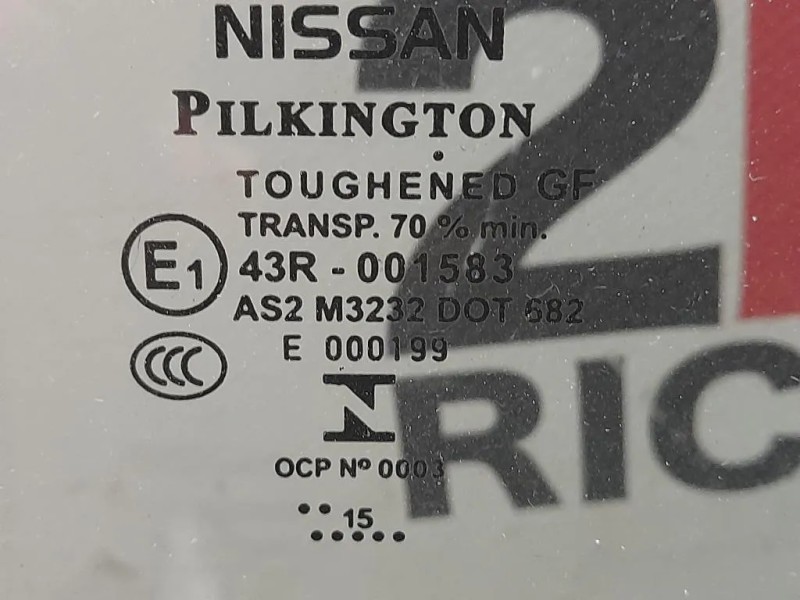 NISSAN
PILKINGTON
TOUGHENED GF
TRANSP. 70 % min.
E1 43R - 001583
AS2 M3232 DOT 682
CCC E 000199
OCP Nº 0003
15
2
RIC